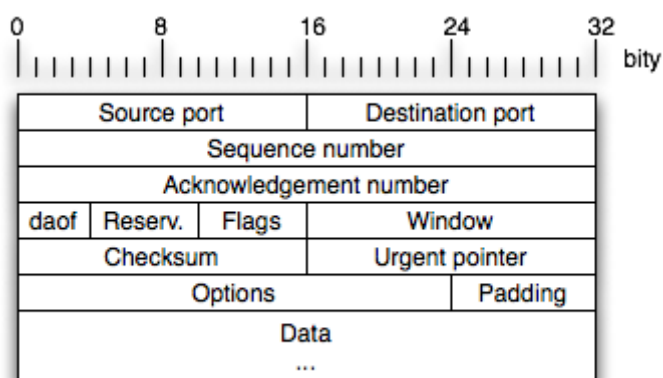 0 8 16 24 32
bity
Source port Destination port
Sequence number
Acknowledgement number
daof Reserv. Flags Window
Checksum Urgent pointer
Options Padding
Data
...